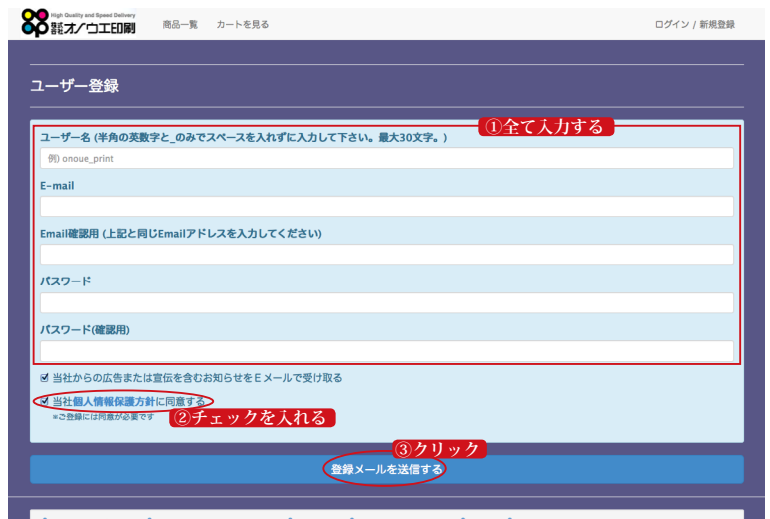 High Quality and Speed Delivery
株式会社オノウエ印刷
商品一覧 カートを見る
ログイン / 新規登録
ユーザー登録
①全て入力する
ユーザー名 (半角の英数字と_のみでスペースを入れずに入力して下さい。最大30文字。)
例) onoue_print
E-mail
Email確認用 (上記と同じEmailアドレスを入力してください)
パスワード
パスワード(確認用)
当社からの広告または宣伝を含むお知らせをEメールで受け取る
当社個人情報保護方針に同意する
*ご登録には同意が必要です
②チェックを入れる
③クリック
登録メールを送信する